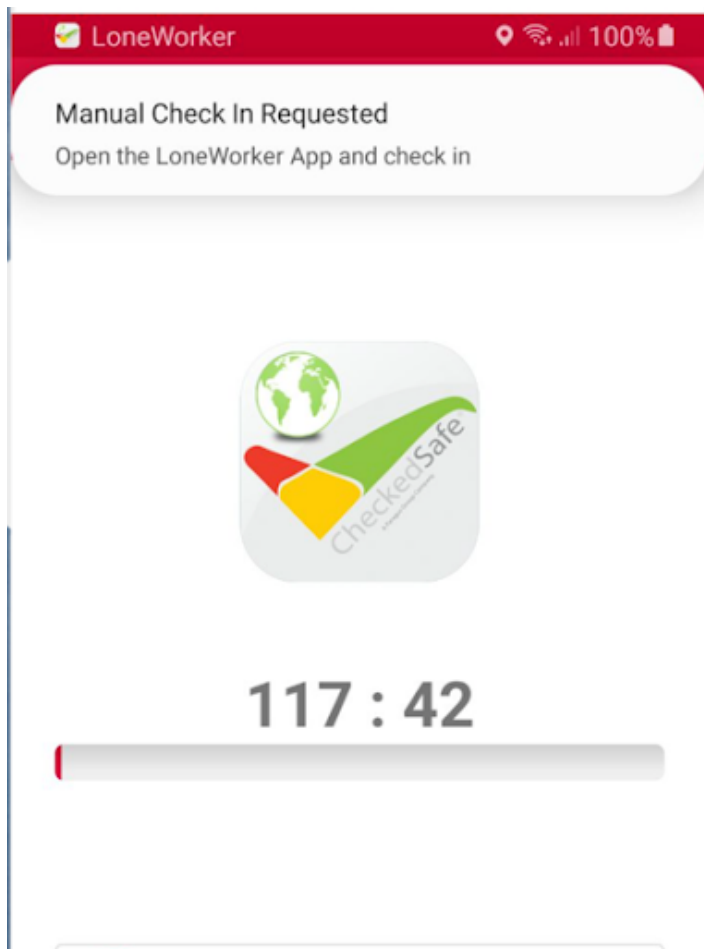 LoneWorker 100%
Manual Check In Requested
Open the LoneWorker App and check in
CheckedSafe
117 : 42